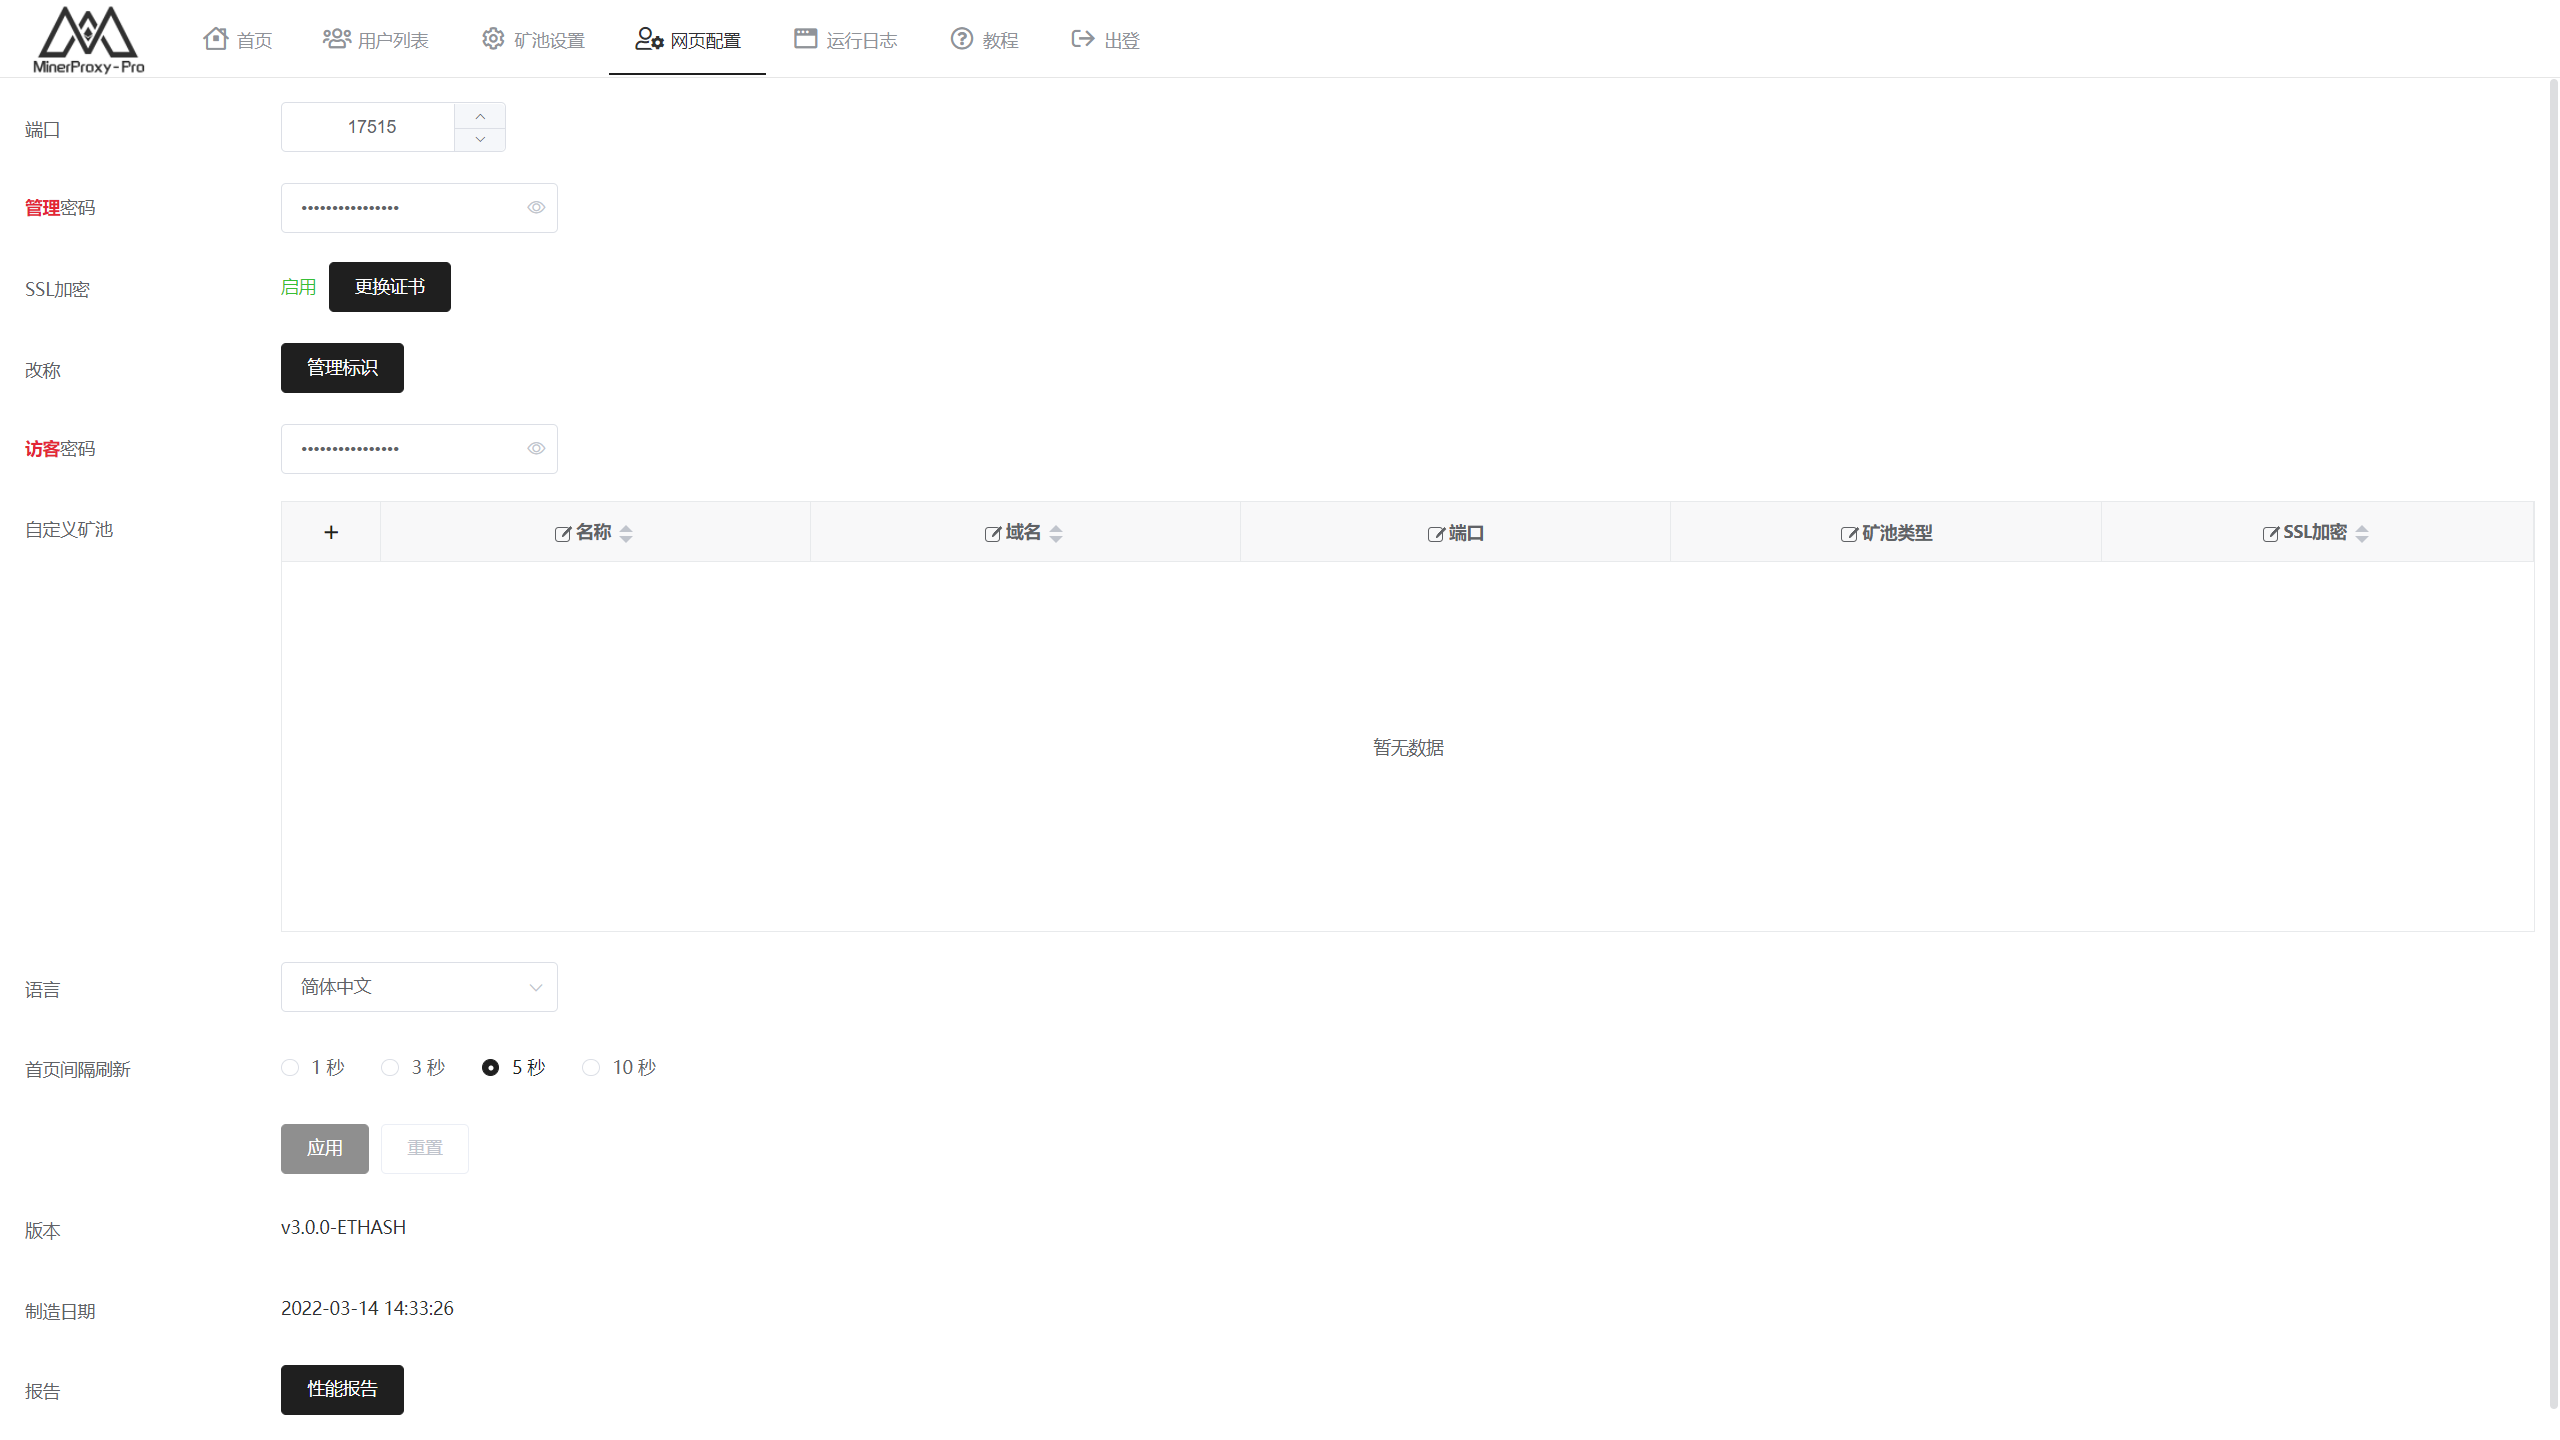 MinerProxy-Pro
首页 用户列表 矿池设置 网页配置 运行日志 教程 出登
端口 17515
管理密码 ••••••••••••••••
SSL加密 启用 更换证书
改称 管理标识
访客密码 ••••••••••••••••
自定义矿池 + 名称 域名 端口 矿池类型 SSL加密
暂无数据
语言 简体中文
首页间隔刷新 1 秒 3 秒 5 秒 10 秒
应用 重置
版本 v3.0.0-ETHASH
制造日期 2022-03-14 14:33:26
报告 性能报告